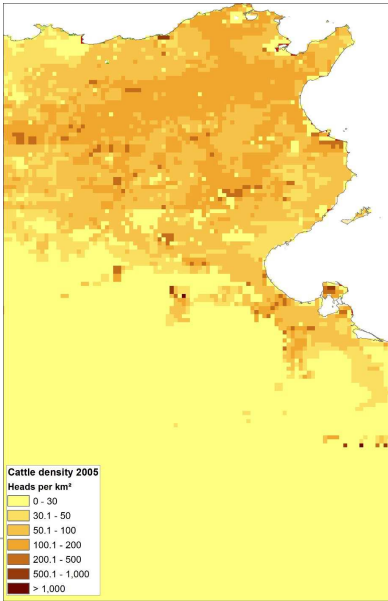 Cattle density 2005
Heads per km²
0 - 30
30.1 - 50
50.1 - 100
100.1 - 200
200.1 - 500
500.1 - 1,000
> 1,000